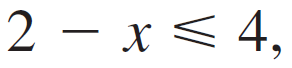 2 − x ⩽ 4,